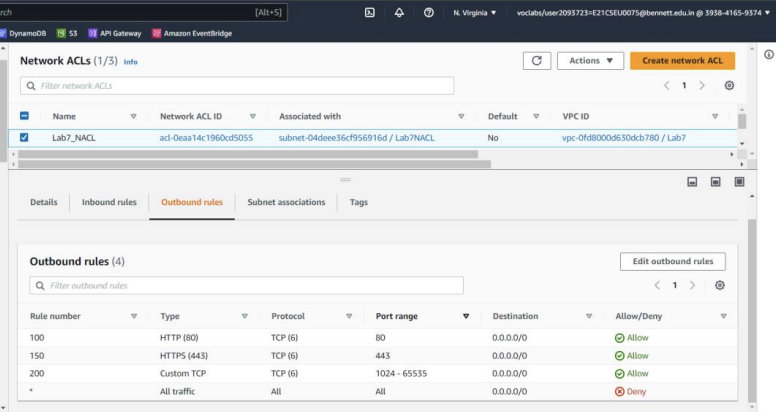 rch [Alt+S] N. Virginia ▼ voclabs/user2093723=E21CSEU0075@bennett.edu.in @ 3938-4165-9374 ▼
DynamoDB S3 API Gateway Amazon EventBridge
Network ACLs (1/3) Info Actions ▼ Create network ACL
Filter network ACLs < 1 >
Name Network ACL ID Associated with Default VPC ID
Lab7_NACL acl-0eaa14c1960cd5055 subnet-04deee36cf956916d / Lab7NACL No vpc-0fd8000d630dcb780 / Lab7
Details Inbound rules Outbound rules Subnet associations Tags
Outbound rules (4) Edit outbound rules
Filter outbound rules < 1 >
Rule number Type Protocol Port range Destination Allow/Deny
100 HTTP (80) TCP (6) 80 0.0.0.0/0 Allow
150 HTTPS (443) TCP (6) 443 0.0.0.0/0 Allow
200 Custom TCP TCP (6) 1024 - 65535 0.0.0.0/0 Allow
* All traffic All All 0.0.0.0/0 Deny